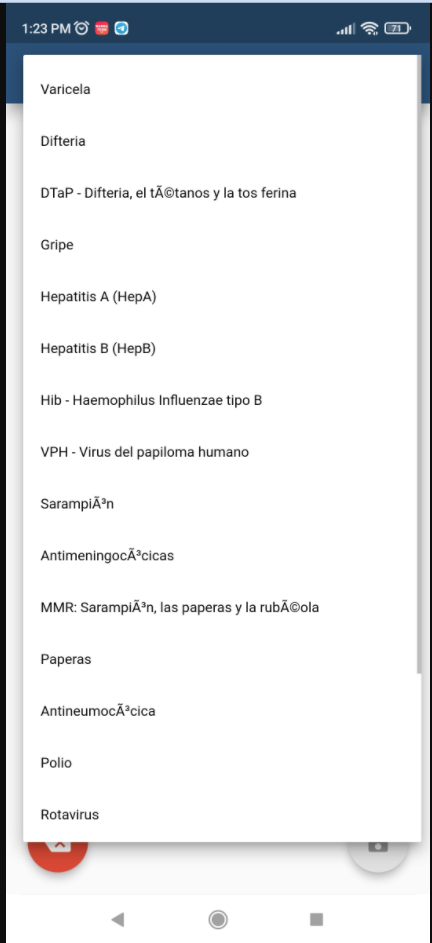 1:23 PM
71
Varicela
Difteria
DTaP - Difteria, el tÃ©tanos y la tos ferina
Gripe
Hepatitis A (HepA)
Hepatitis B (HepB)
Hib - Haemophilus Influenzae tipo B
VPH - Virus del papiloma humano
SarampiÃ³n
AntimeningocÃ³cicas
MMR: SarampiÃ³n, las paperas y la rubÃ©ola
Paperas
AntineumocÃ³cica
Polio
Rotavirus